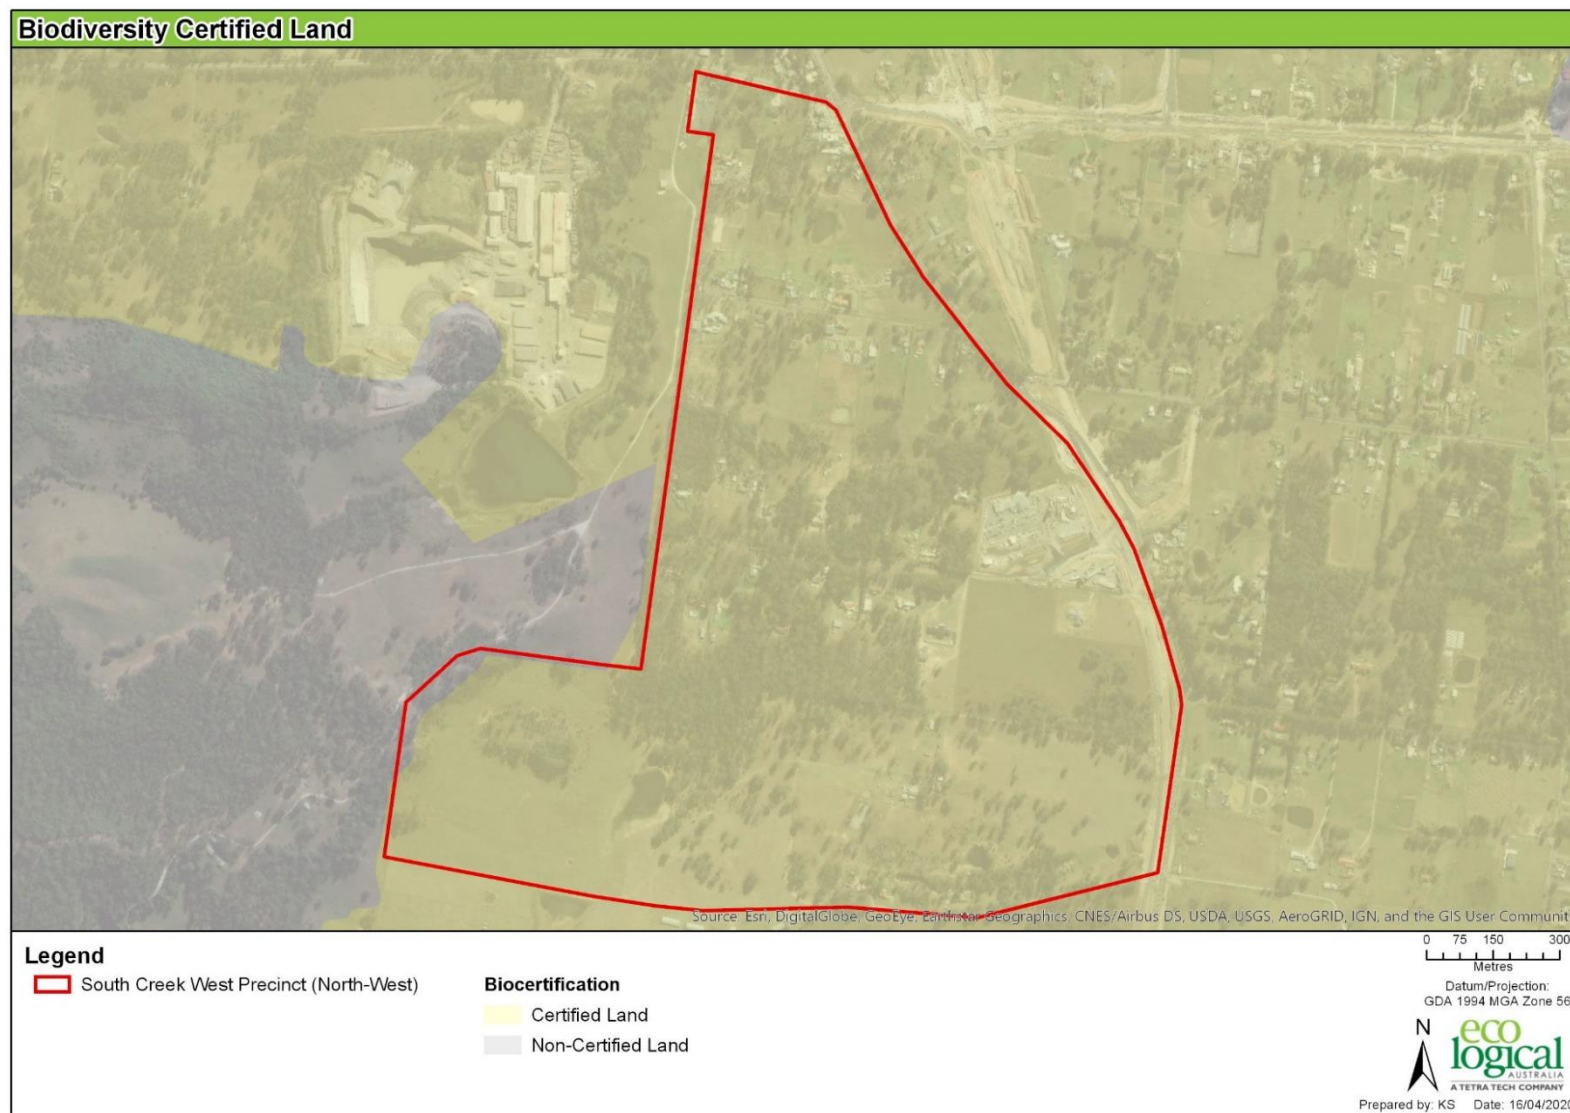 Biodiversity Certified Land
Source: Esri, DigitalGlobe, GeoEye, Earthstar Geographics, CNES/Airbus DS, USDA, USGS, AeroGRID, IGN, and the GIS User Communit
Legend
South Creek West Precinct (North-West)
Biocertification
Certified Land
Non-Certified Land
0 75 150 300
Metres
Datum/Projection:
GDA 1994 MGA Zone 56
N
eco
logical
AUSTRALIA
A TETRA TECH COMPANY
Prepared by: KS Date: 16/04/2020